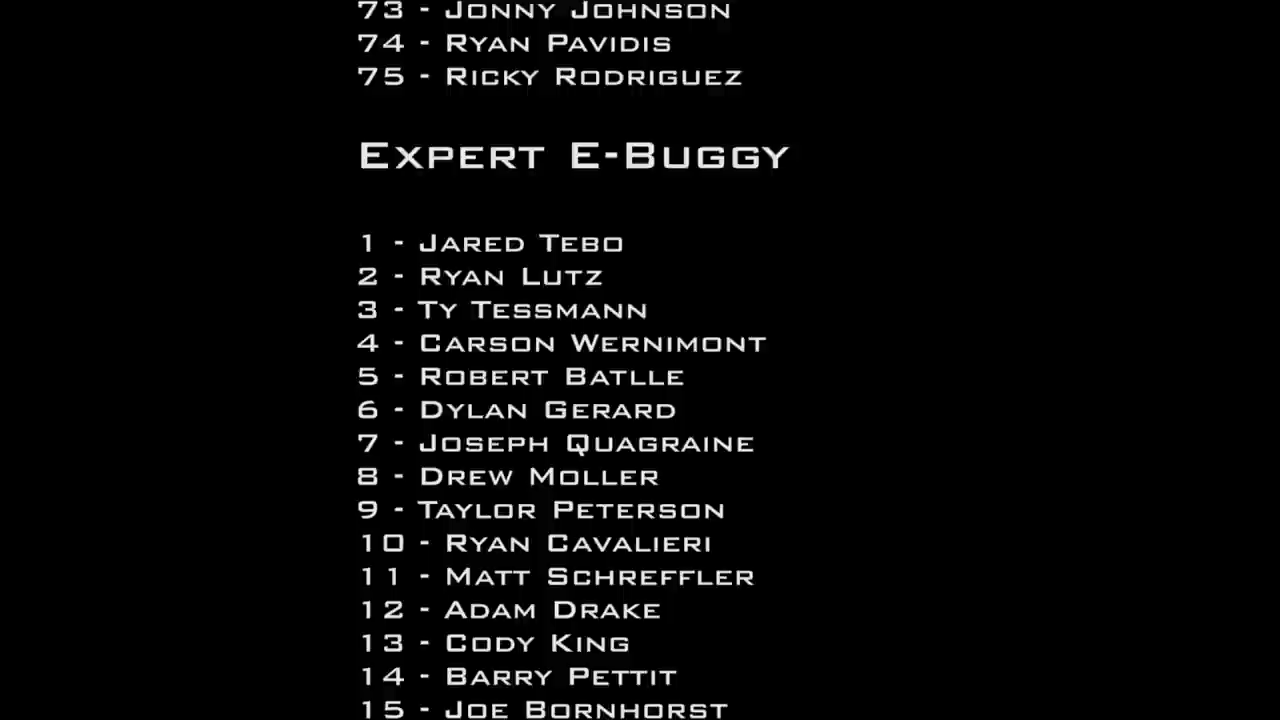 73 - Jonny Johnson
74 - Ryan Pavidis
75 - Ricky Rodriguez
Expert E-Buggy
1 - Jared Tebo
2 - Ryan Lutz
3 - Ty Tessmann
4 - Carson Wernimont
5 - Robert Batlle
6 - Dylan Gerard
7 - Joseph Quagraine
8 - Drew Moller
9 - Taylor Peterson
10 - Ryan Cavalieri
11 - Matt Schreffler
12 - Adam Drake
13 - Cody King
14 - Barry Pettit
15 - Joe Bornhorst